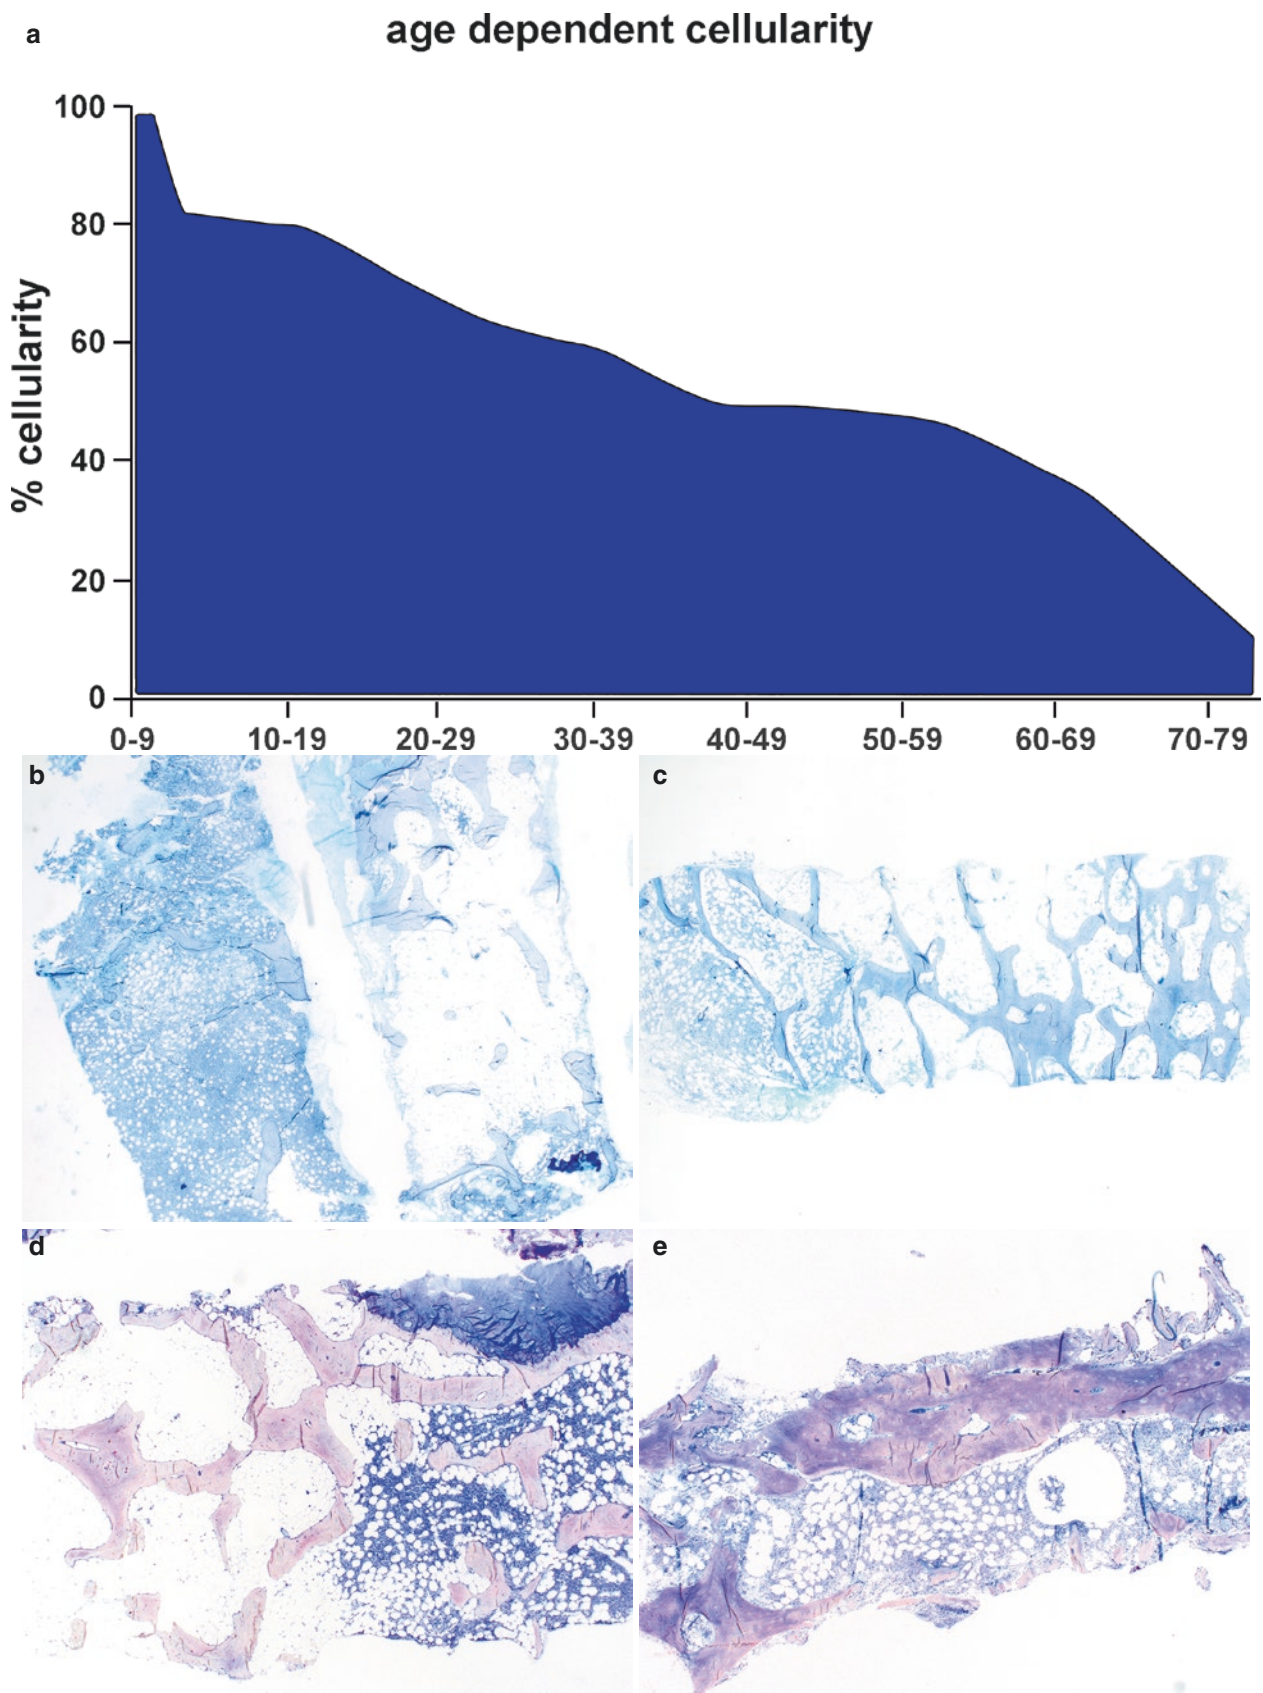 a
age dependent cellularity
100
80
60
40
20
0
% cellularity
0-9 10-19 20-29 30-39 40-49 50-59 60-69 70-79
b
c
d
e